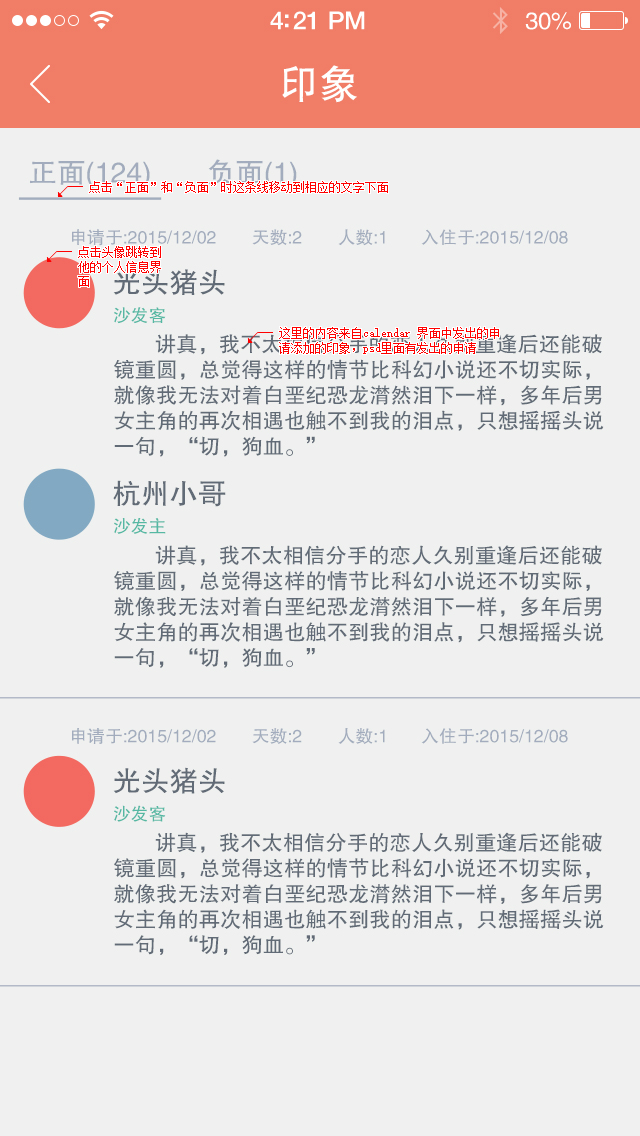 4:21 PM 30%
印象
正面(124) 负面(1)
点击“正面”和“负面”时这条线移动到相应的文字下面
申请于:2015/12/02 天数:2 人数:1 入住于:2015/12/08
点击头像跳转到
他的个人信息界
面
光头猪头
沙发客
这里的内容来自calendar 界面中发出的申
请添加的印象，psd里面有发出的申请
讲真，我不太相信分手的恋人久别重逢后还能破
镜重圆，总觉得这样的情节比科幻小说还不切实际，
就像我无法对着白垩纪恐龙潸然泪下一样，多年后男
女主角的再次相遇也触不到我的泪点，只想摇摇头说
一句，“切，狗血。”
杭州小哥
沙发主
讲真，我不太相信分手的恋人久别重逢后还能破
镜重圆，总觉得这样的情节比科幻小说还不切实际，
就像我无法对着白垩纪恐龙潸然泪下一样，多年后男
女主角的再次相遇也触不到我的泪点，只想摇摇头说
一句，“切，狗血。”
申请于:2015/12/02 天数:2 人数:1 入住于:2015/12/08
光头猪头
沙发客
讲真，我不太相信分手的恋人久别重逢后还能破
镜重圆，总觉得这样的情节比科幻小说还不切实际，
就像我无法对着白垩纪恐龙潸然泪下一样，多年后男
女主角的再次相遇也触不到我的泪点，只想摇摇头说
一句，“切，狗血。”